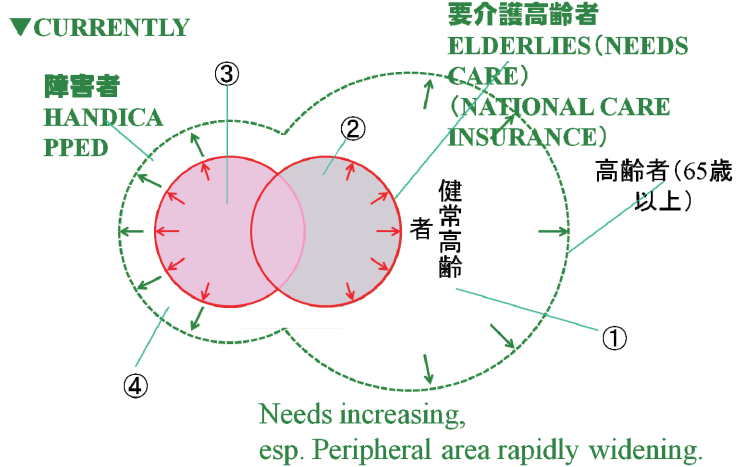 ▼CURRENTLY
障害者
HANDICA
PPED
③
②
要介護高齢者
ELDERLIES(NEEDS
CARE)
(NATIONAL CARE
INSURANCE)
高齢者(65歳
以上)
健常高齢
者
①
④
Needs increasing,
esp. Peripheral area rapidly widening.